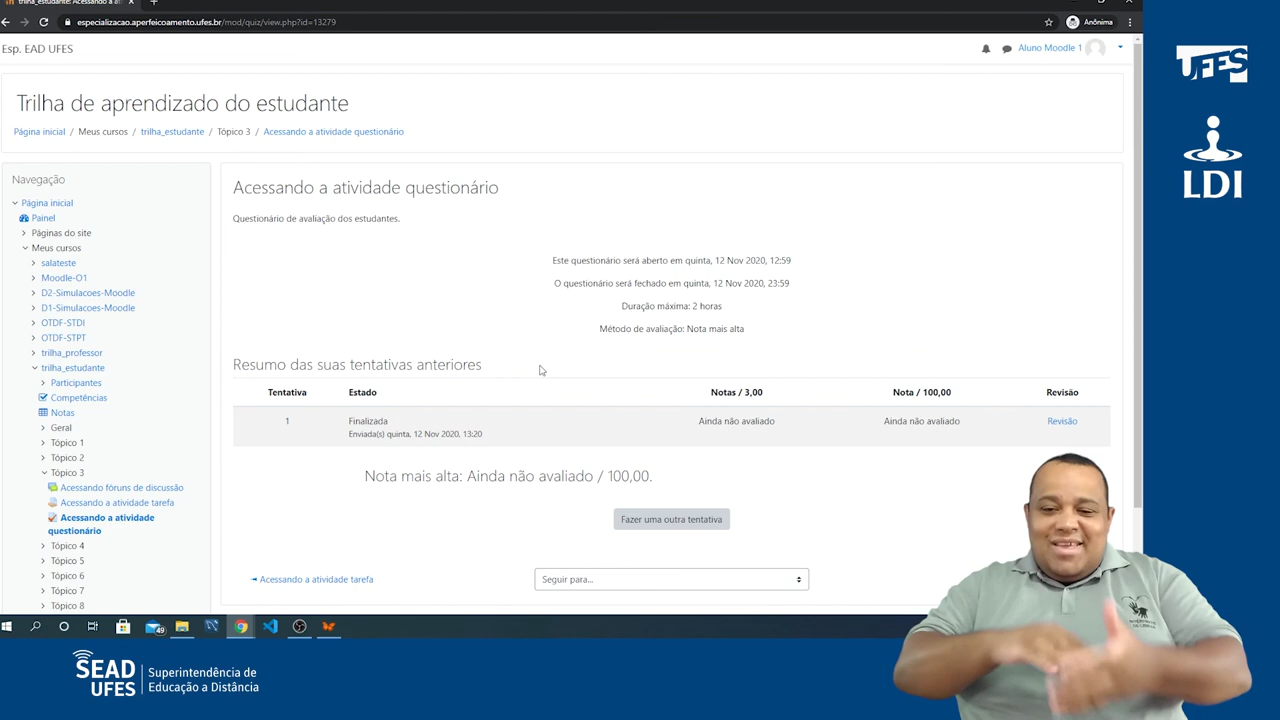 trilha_estudante: Acessando a ati
especializacao.aperfeicoamento.ufes.br/mod/quiz/view.php?id=13279
Anônima
Esp. EAD UFES
Aluno Moodle 1
UFES
LDI
Trilha de aprendizado do estudante
Página inicial / Meus cursos / trilha_estudante / Tópico 3 / Acessando a atividade questionário
Navegação
Página inicial
Painel
Páginas do site
Meus cursos
salateste
Moodle-O1
D2-Simulacoes-Moodle
D1-Simulacoes-Moodle
OTDF-STDI
OTDF-STPT
trilha_professor
trilha_estudante
Participantes
Competências
Notas
Geral
Tópico 1
Tópico 2
Tópico 3
Acessando fóruns de discussão
Acessando a atividade tarefa
Acessando a atividade
questionário
Tópico 4
Tópico 5
Tópico 6
Tópico 7
Tópico 8
Acessando a atividade questionário
Questionário de avaliação dos estudantes.
Este questionário será aberto em quinta, 12 Nov 2020, 12:59
O questionário será fechado em quinta, 12 Nov 2020, 23:59
Duração máxima: 2 horas
Método de avaliação: Nota mais alta
Resumo das suas tentativas anteriores
Tentativa Estado Notas / 3,00 Nota / 100,00 Revisão
1 Finalizada Ainda não avaliado Ainda não avaliado Revisão
Enviada(s) quinta, 12 Nov 2020, 13:20
Nota mais alta: Ainda não avaliado / 100,00.
Fazer uma outra tentativa
◄ Acessando a atividade tarefa
Seguir para...
49
SEAD
UFES
Superintendência de
Educação a Distância